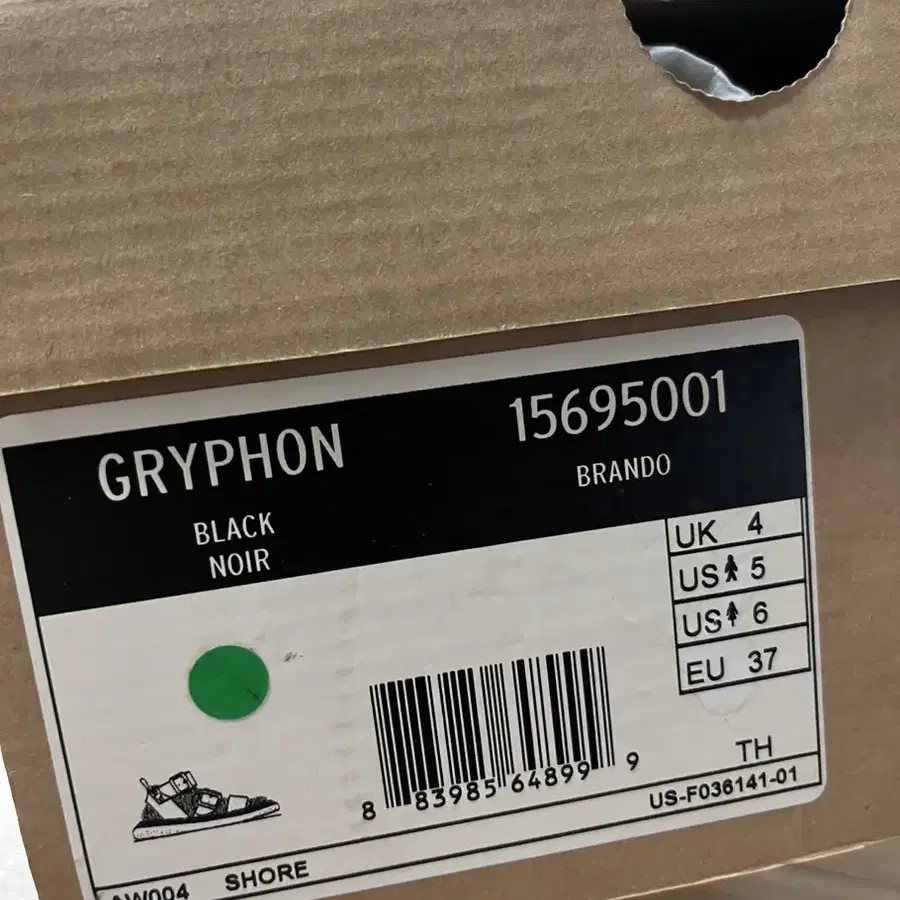 GRYPHON
15695001
BLACK
NOIR
BRANDO
UK 4
US 5
US 6
EU 37
8 83985 64899 9
TH
US-F036141-01
AW004 SHORE